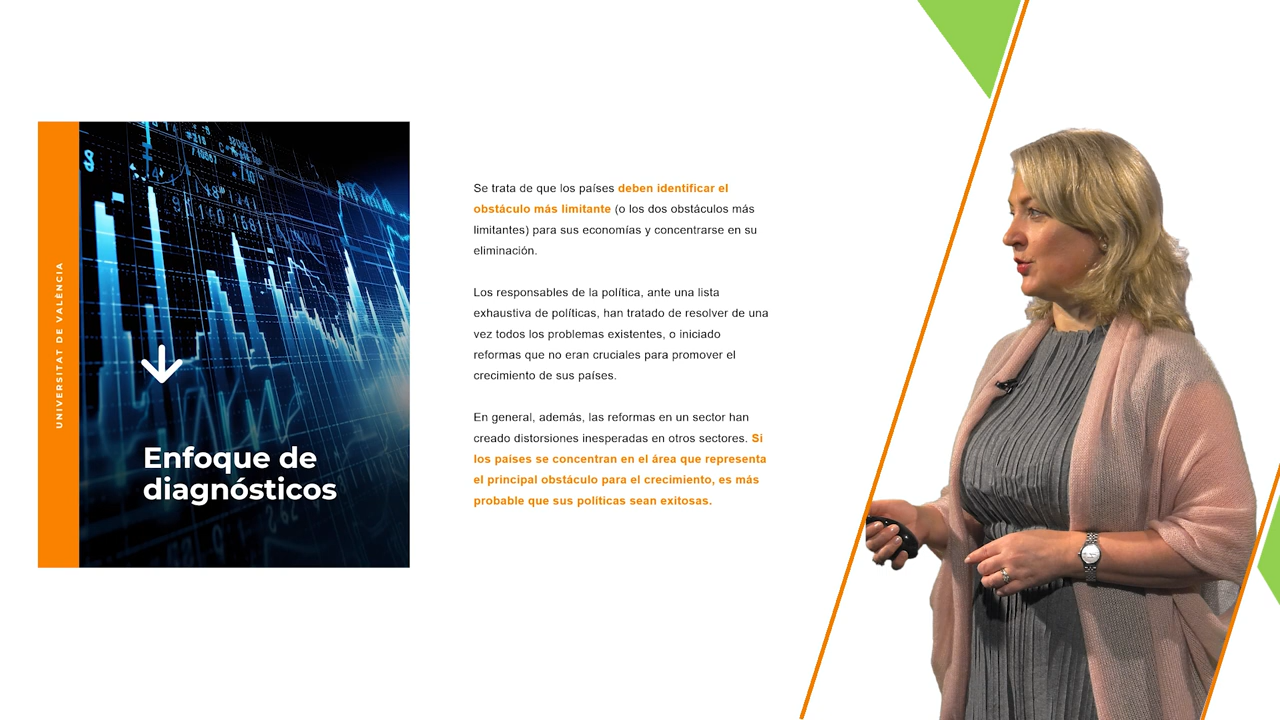 UNIVERSITAT DE VALÈNCIA
Enfoque de
diagnósticos
Se trata de que los países deben identificar el
obstáculo más limitante (o los dos obstáculos más
limitantes) para sus economías y concentrarse en su
eliminación.
Los responsables de la política, ante una lista
exhaustiva de políticas, han tratado de resolver de una
vez todos los problemas existentes, o iniciado
reformas que no eran cruciales para promover el
crecimiento de sus países.
En general, además, las reformas en un sector han
creado distorsiones inesperadas en otros sectores. Si
los países se concentran en el área que representa
el principal obstáculo para el crecimiento, es más
probable que sus políticas sean exitosas.